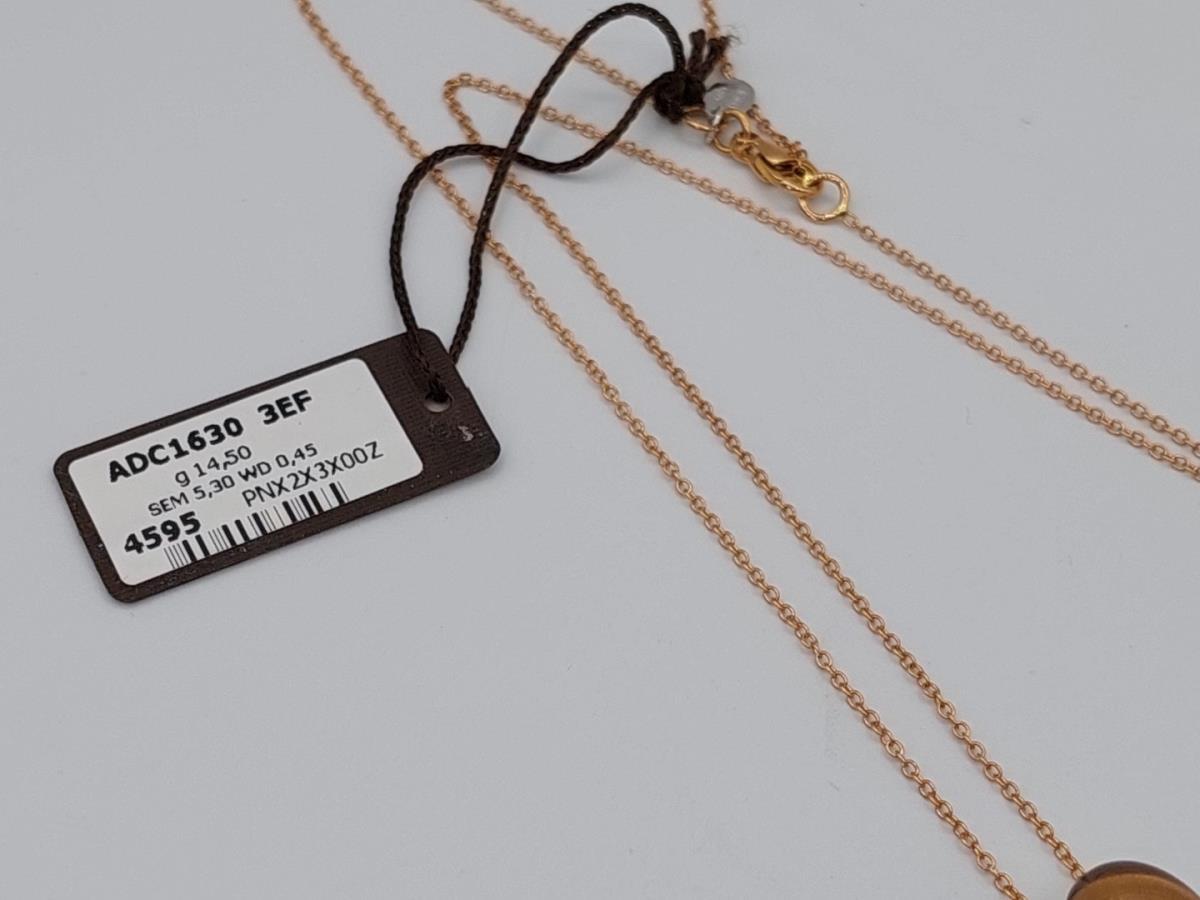 ADC1630 3EF
g 14,50
SEM 5,30 WD 0,45
PNX2X3X00Z
4595